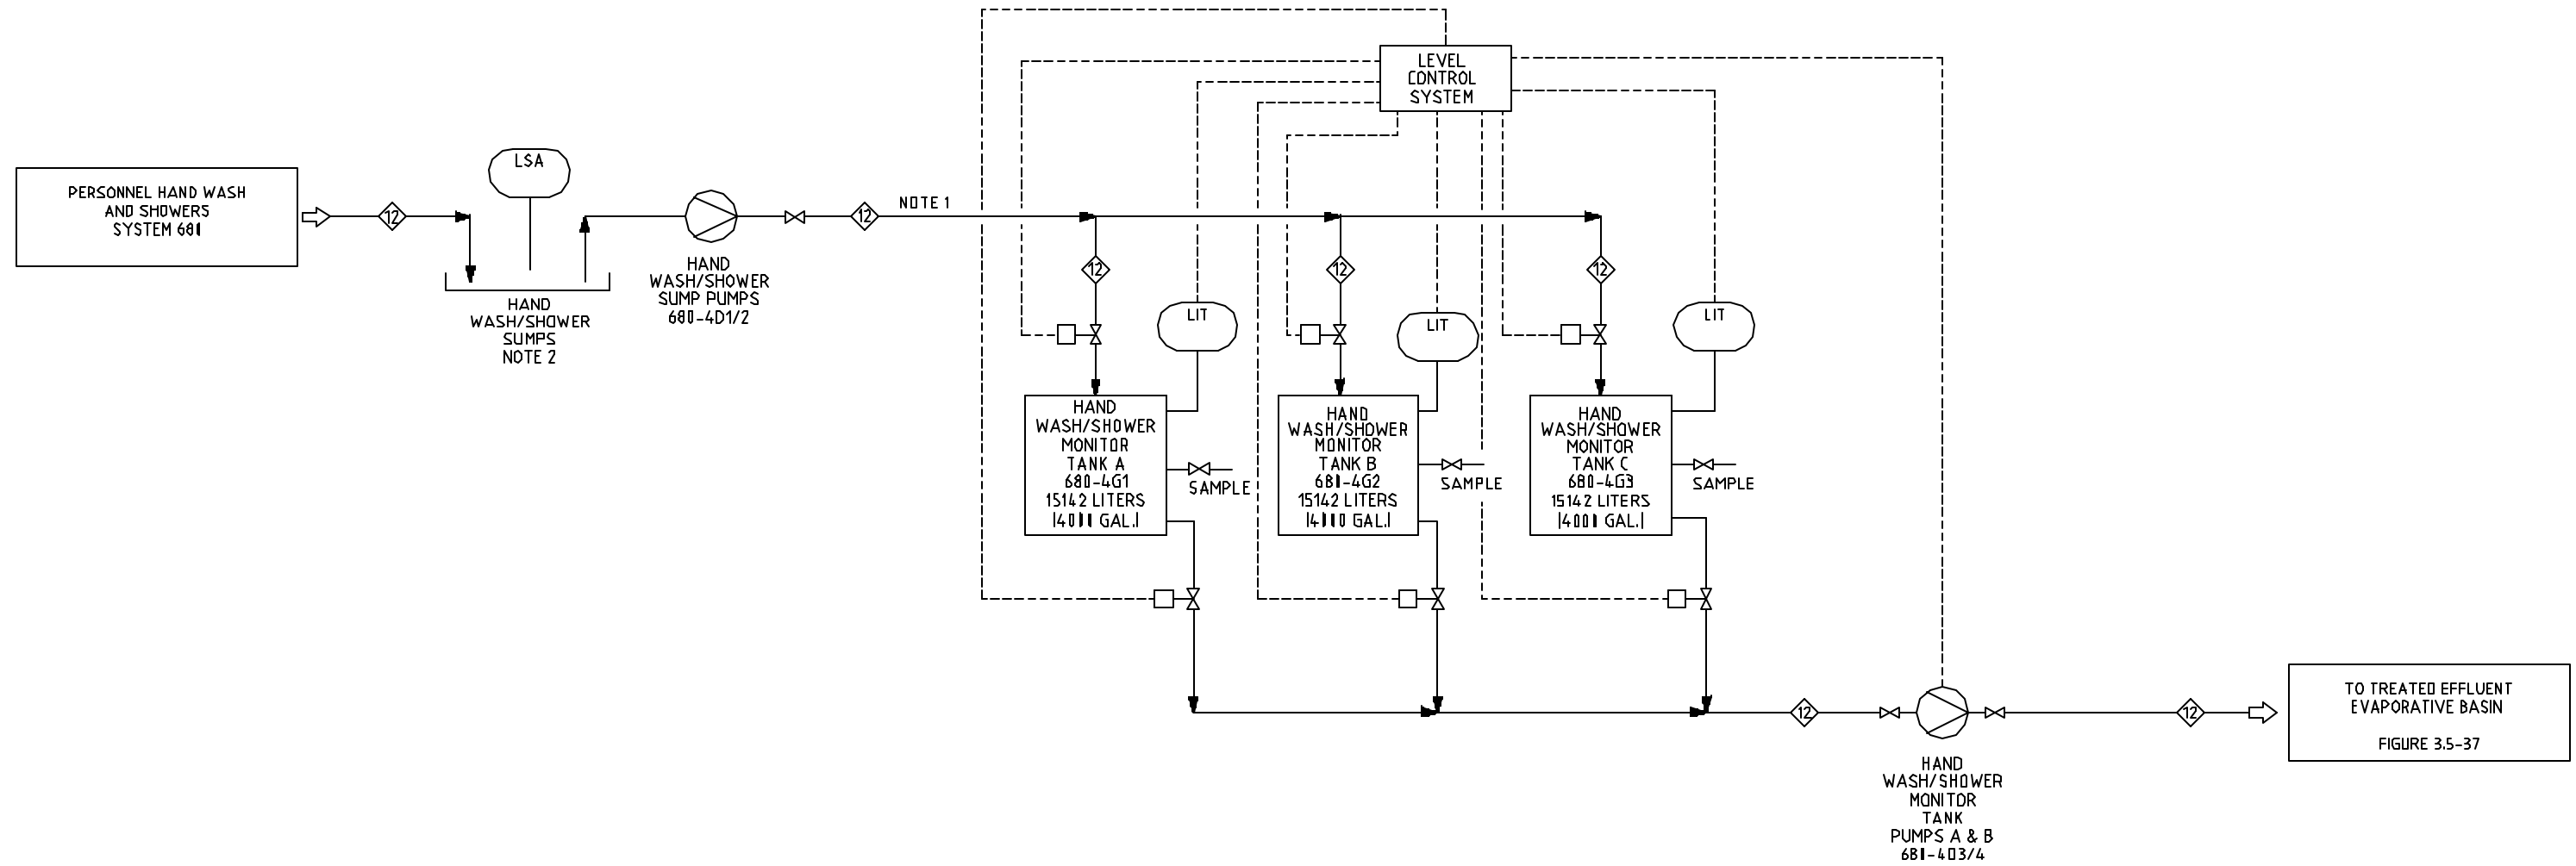 LEVEL
CONTROL
SYSTEM
PERSONNEL HAND WASH
AND SHOWERS
SYSTEM 680
LSA
12
HAND
WASH/SHOWER
SUMPS
NOTE 2
HAND
WASH/SHOWER
SUMP PUMPS
680-4D1/2
12
NOTE 1
12
12
12
LIT
LIT
LIT
HAND
WASH/SHOWER
MONITOR
TANK A
680-4G1
15142 LITERS
(4000 GAL.)
SAMPLE
HAND
WASH/SHOWER
MONITOR
TANK B
680-4G2
15142 LITERS
(4000 GAL.)
SAMPLE
HAND
WASH/SHOWER
MONITOR
TANK C
680-4G3
15142 LITERS
(4000 GAL.)
SAMPLE
12
HAND
WASH/SHOWER
MONITOR
TANK
PUMPS A & B
680-4D3/4
12
TO TREATED EFFLUENT
EVAPORATIVE BASIN
FIGURE 3.5-37